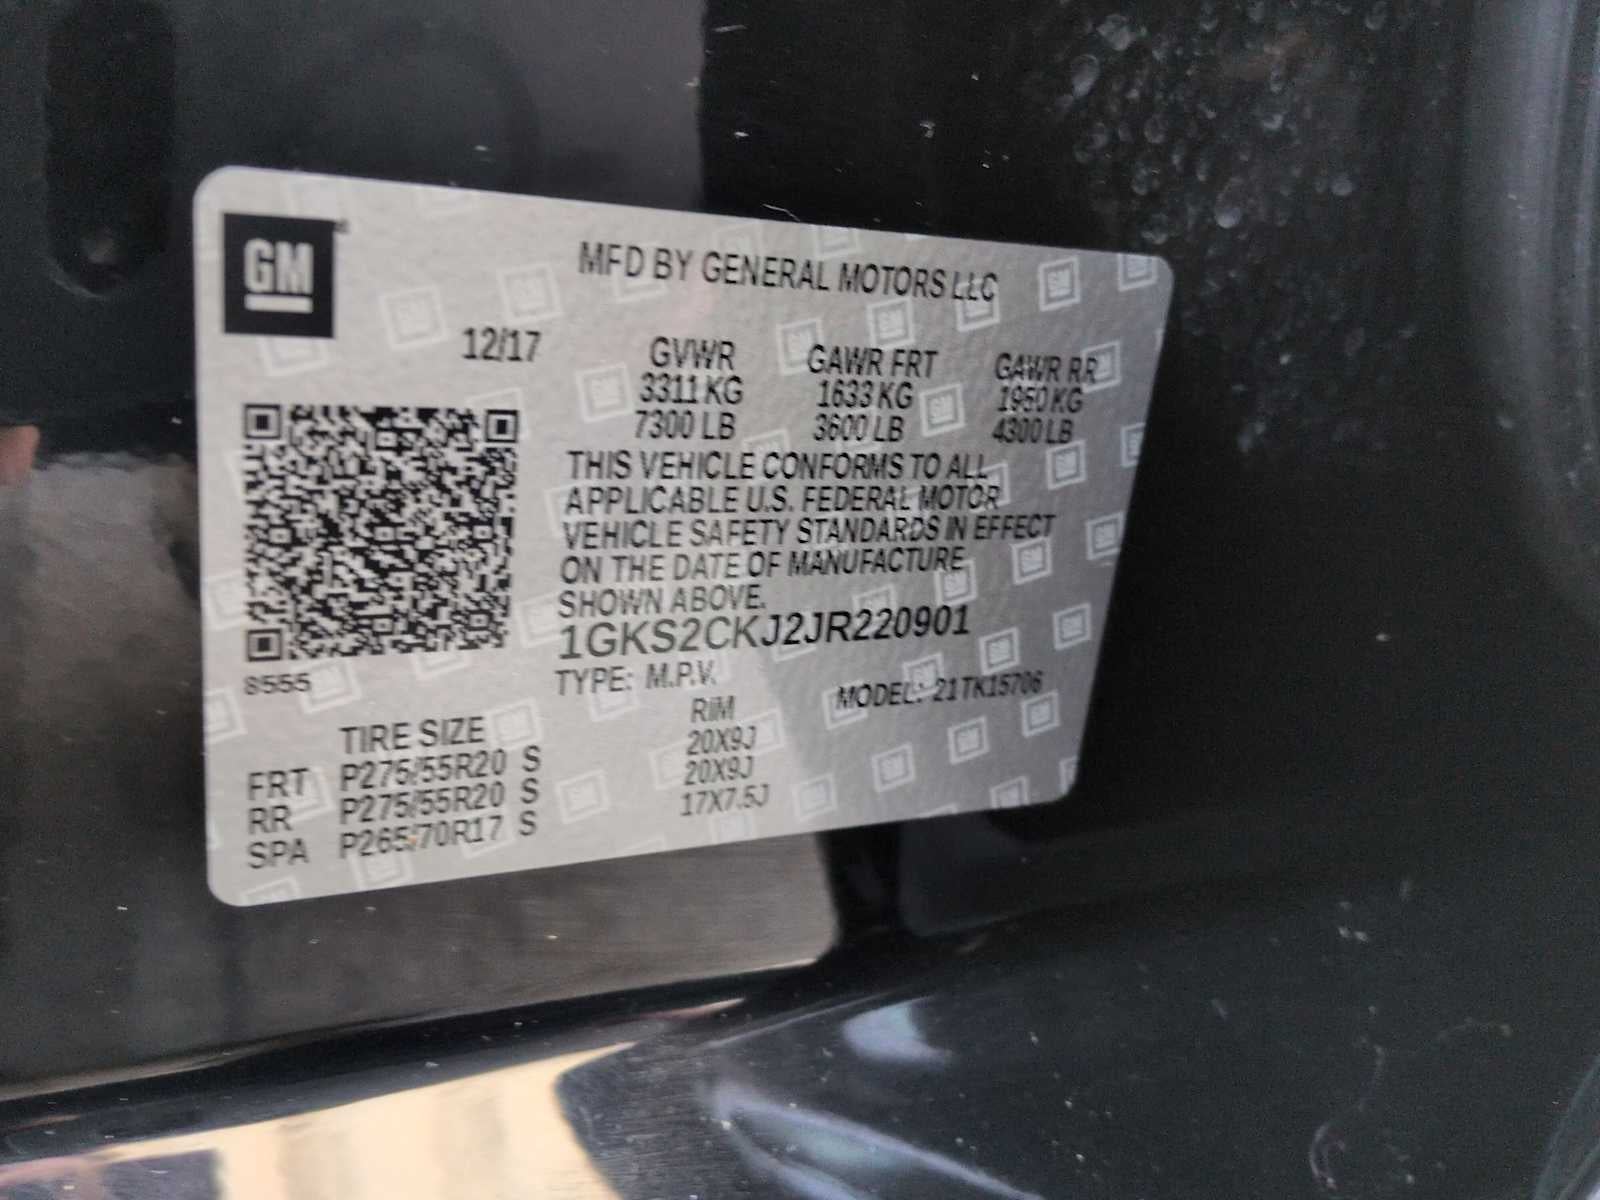 GM
MFD BY GENERAL MOTORS LLC
12/17
GVWR GAWR FRT GAWR RR
3311 KG 1633 KG 1950 KG
7300 LB 3600 LB 4300 LB
THIS VEHICLE CONFORMS TO ALL
APPLICABLE U.S. FEDERAL MOTOR
VEHICLE SAFETY STANDARDS IN EFFECT
ON THE DATE OF MANUFACTURE
SHOWN ABOVE.
1GKS2CKJ2JR220901
8555
TYPE: M.P.V. MODEL: 21 TK15706
TIRE SIZE RIM
FRT P275/55R20 S 20X9J
RR P275/55R20 S 20X9J
SPA P265/70R17 S 17X7.5J